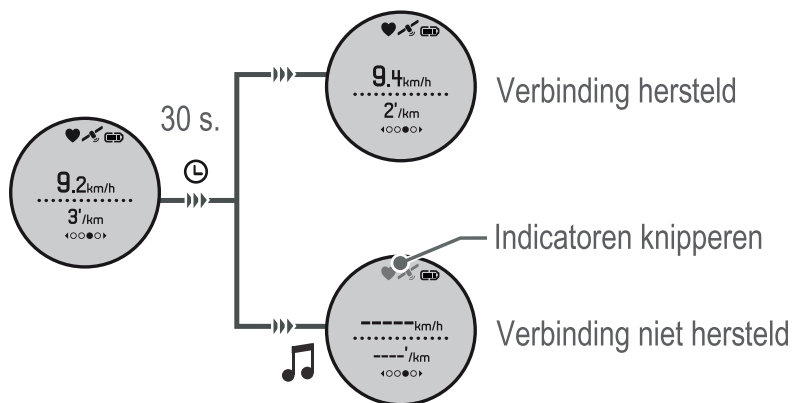 9.2km/h
3'/km
30 s.
9.4km/h
2'/km
Verbinding hersteld
Indicatoren knipperen
-----km/h
----'/km
Verbinding niet hersteld